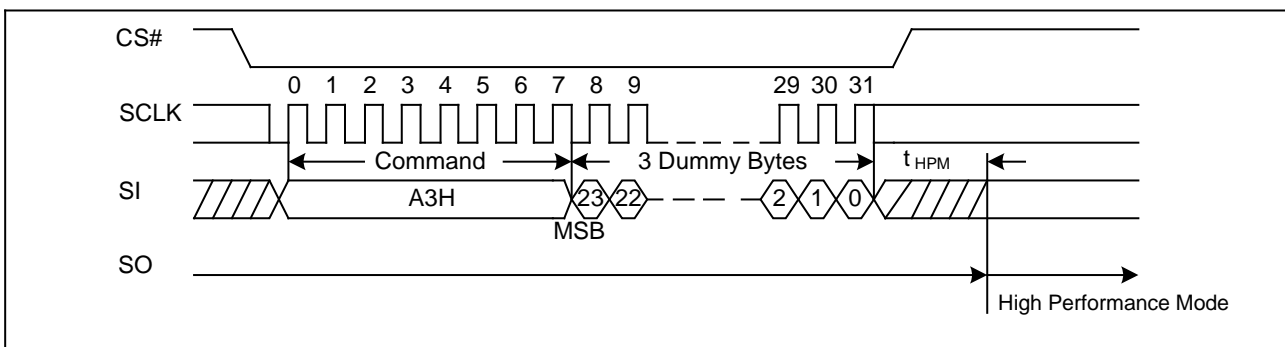 CS#
0 1 2 3 4 5 6 7 8 9 29 30 31
SCLK
Command 3 Dummy Bytes t HPM
SI A3H 23 22 2 1 0
MSB
SO
High Performance Mode